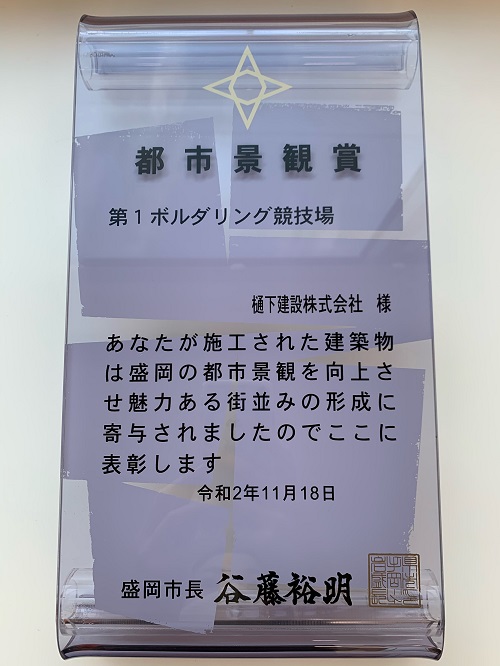 都市景観賞
第1ボルダリング競技場
樋下建設株式会社 様
あなたが施工された建築物
は盛岡の都市景観を向上さ
せ魅力ある街並みの形成に
寄与されましたのでここに
表彰します
令和2年11月18日
盛岡市長 谷藤裕明